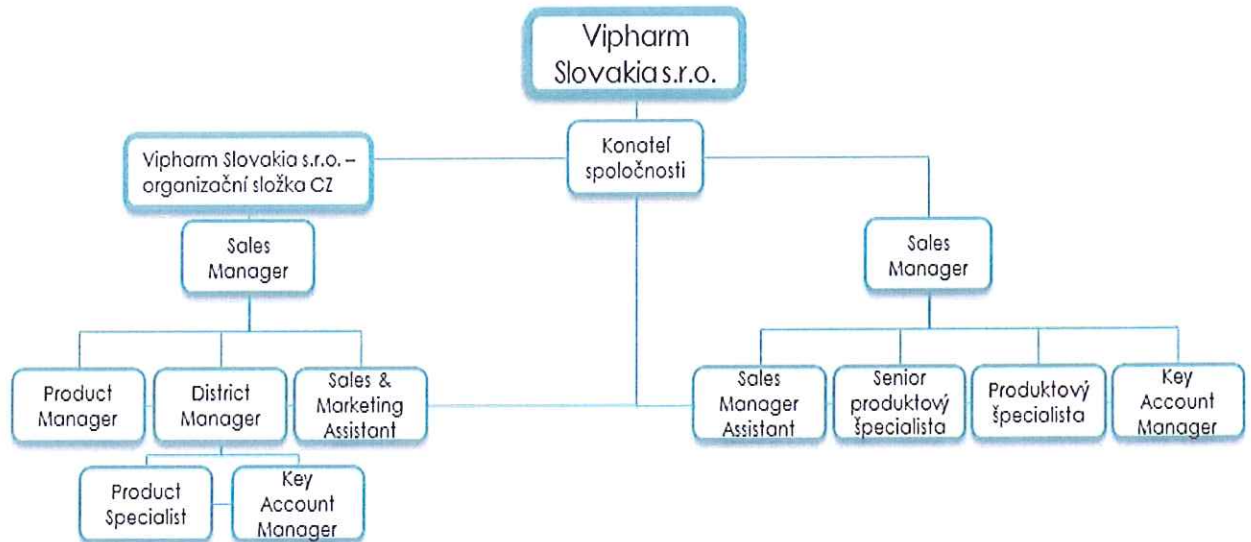 Vipharm
Slovakia s.r.o.
Konateľ
spoločnosti
Vipharm Slovakia s.r.o. –
organizační složka CZ
Sales
Manager
Sales
Manager
Product
Manager
District
Manager
Sales &
Marketing
Assistant
Sales
Manager
Assistant
Senior
produktový
špecialista
Produktový
špecialista
Key
Account
Manager
Product
Specialist
Key
Account
Manager